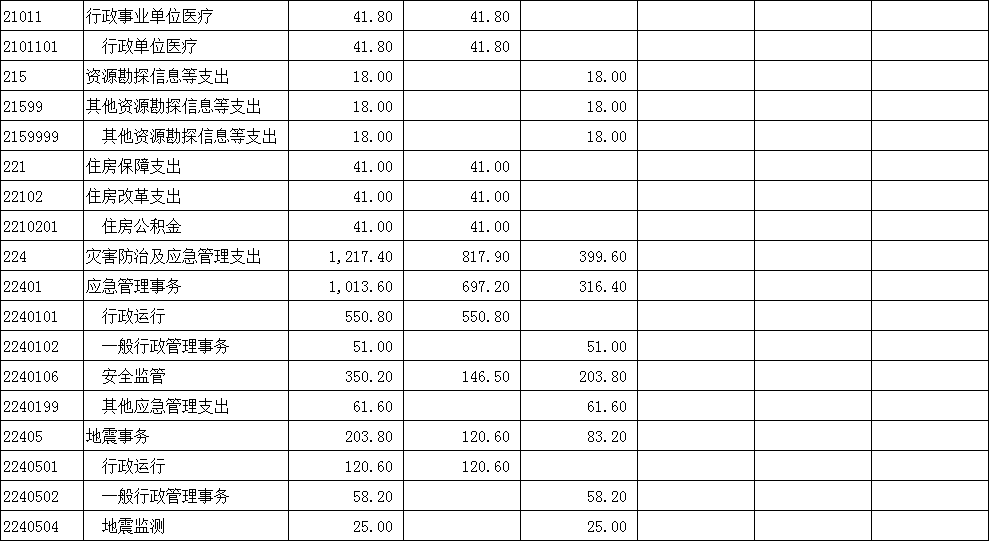 21011 行政事业单位医疗 41.80 41.80
2101101 行政单位医疗 41.80 41.80
215 资源勘探信息等支出 18.00 18.00
21599 其他资源勘探信息等支出 18.00 18.00
2159999 其他资源勘探信息等支出 18.00 18.00
221 住房保障支出 41.00 41.00
22102 住房改革支出 41.00 41.00
2210201 住房公积金 41.00 41.00
224 灾害防治及应急管理支出 1,217.40 817.90 399.60
22401 应急管理事务 1,013.60 697.20 316.40
2240101 行政运行 550.80 550.80
2240102 一般行政管理事务 51.00 51.00
2240106 安全监管 350.20 146.50 203.80
2240199 其他应急管理支出 61.60 61.60
22405 地震事务 203.80 120.60 83.20
2240501 行政运行 120.60 120.60
2240502 一般行政管理事务 58.20 58.20
2240504 地震监测 25.00 25.00